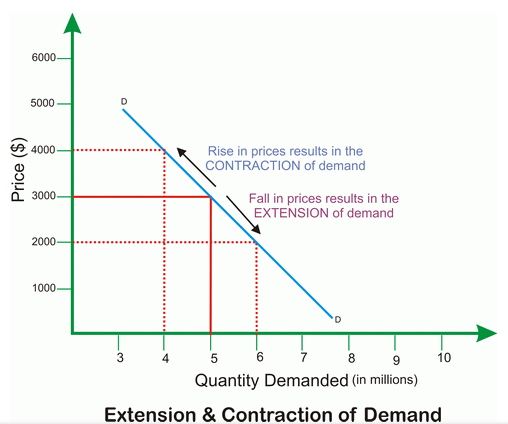 6000
5000
4000
3000
2000
1000
Price ($)
D
Rise in prices results in the
CONTRACTION of demand
Fall in prices results in the
EXTENSION of demand
D
3 4 5 6 7 8 9 10
Quantity Demanded (in millions)
Extension & Contraction of Demand